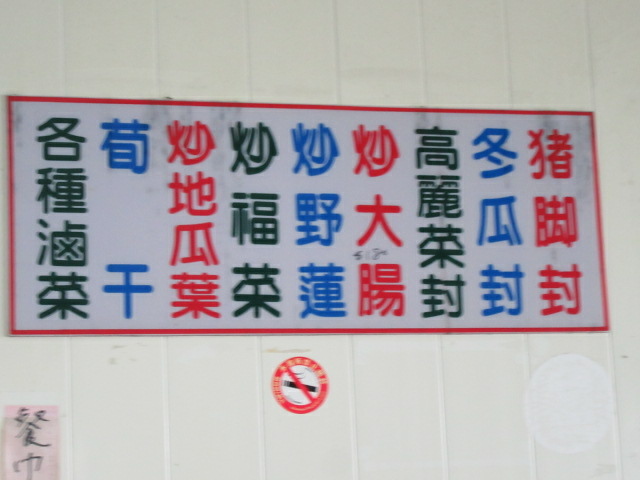 猪脚封
冬瓜封
高麗菜封
炒大腸
炒野蓮
炒福菜
炒地瓜葉
荀干
各種滷菜
餐巾